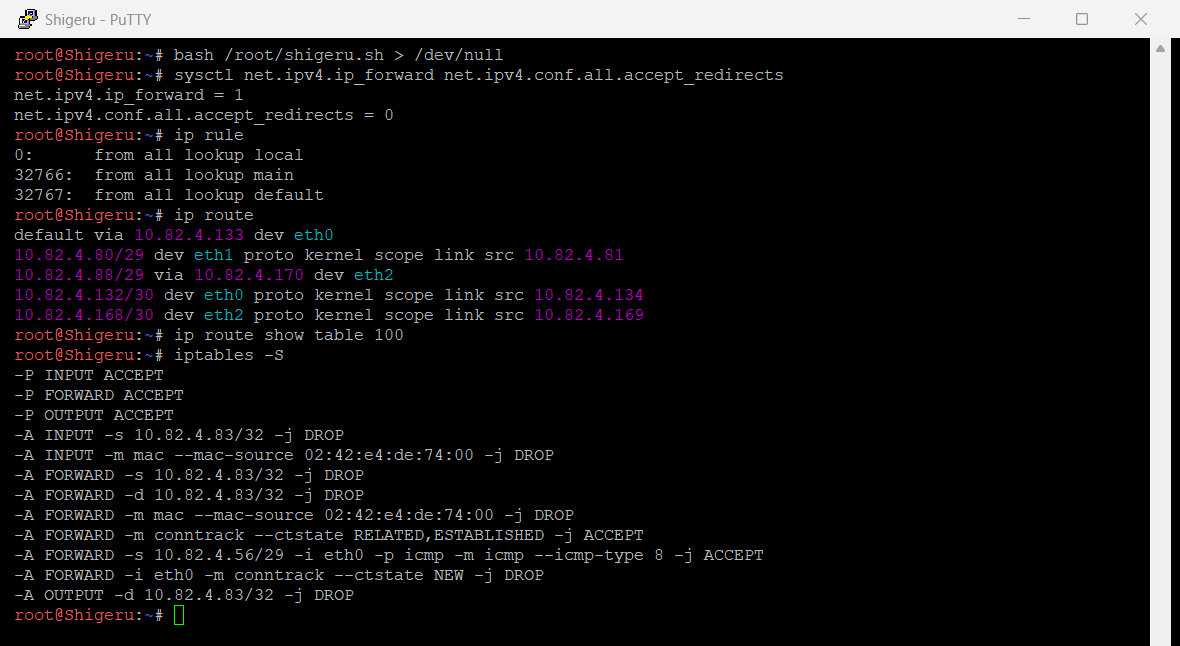 Shigeru - PuTTY
root@Shigeru:~# bash /root/shigeru.sh > /dev/null
root@Shigeru:~# sysctl net.ipv4.ip_forward net.ipv4.conf.all.accept_redirects
net.ipv4.ip_forward = 1
net.ipv4.conf.all.accept_redirects = 0
root@Shigeru:~# ip rule
0:      from all lookup local
32766:  from all lookup main
32767:  from all lookup default
root@Shigeru:~# ip route
default via 10.82.4.133 dev eth0
10.82.4.80/29 dev eth1 proto kernel scope link src 10.82.4.81
10.82.4.88/29 via 10.82.4.170 dev eth2
10.82.4.132/30 dev eth0 proto kernel scope link src 10.82.4.134
10.82.4.168/30 dev eth2 proto kernel scope link src 10.82.4.169
root@Shigeru:~# ip route show table 100
root@Shigeru:~# iptables -S
-P INPUT ACCEPT
-P FORWARD ACCEPT
-P OUTPUT ACCEPT
-A INPUT -s 10.82.4.83/32 -j DROP
-A INPUT -m mac --mac-source 02:42:e4:de:74:00 -j DROP
-A FORWARD -s 10.82.4.83/32 -j DROP
-A FORWARD -d 10.82.4.83/32 -j DROP
-A FORWARD -m mac --mac-source 02:42:e4:de:74:00 -j DROP
-A FORWARD -m conntrack --ctstate RELATED,ESTABLISHED -j ACCEPT
-A FORWARD -s 10.82.4.56/29 -i eth0 -p icmp -m icmp --icmp-type 8 -j ACCEPT
-A FORWARD -i eth0 -m conntrack --ctstate NEW -j DROP
-A OUTPUT -d 10.82.4.83/32 -j DROP
root@Shigeru:~#